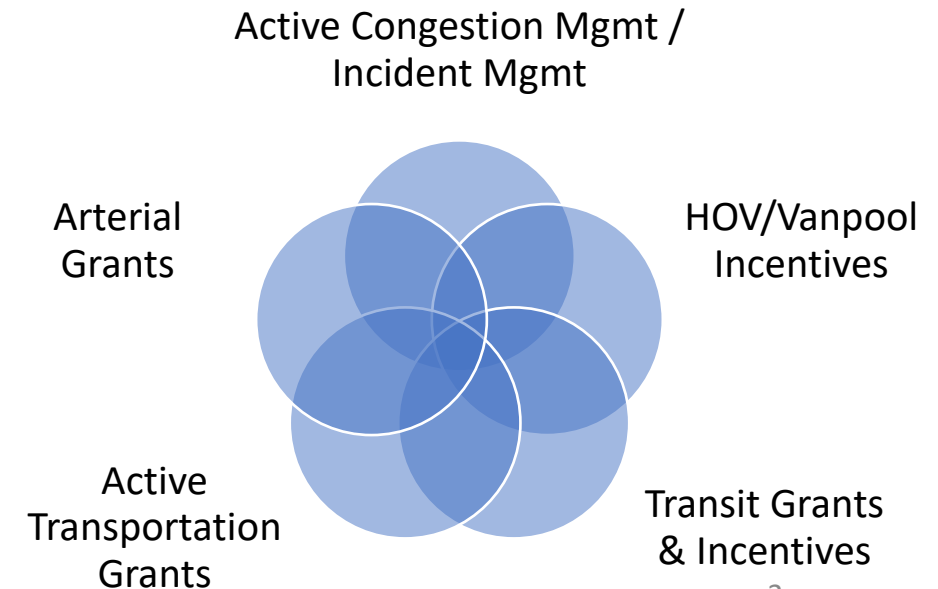 Active Congestion Mgmt /
Incident Mgmt
Arterial
Grants
HOV/Vanpool
Incentives
Active
Transportation
Grants
Transit Grants
& Incentives